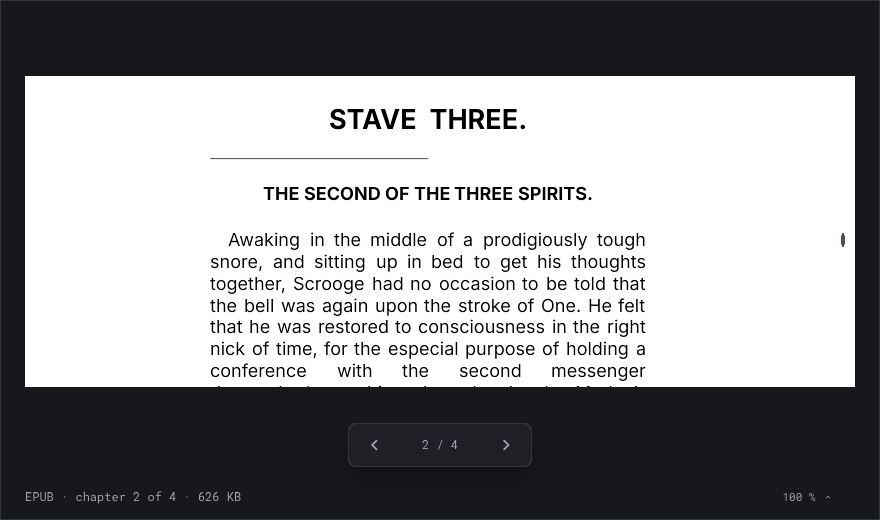 STAVE THREE.
THE SECOND OF THE THREE SPIRITS.
Awaking in the middle of a prodigiously tough
snore, and sitting up in bed to get his thoughts
together, Scrooge had no occasion to be told that
the bell was again upon the stroke of One. He felt
that he was restored to consciousness in the right
nick of time, for the especial purpose of holding a
conference with the second messenger
2 / 4
EPUB · chapter 2 of 4 · 626 KB
100 %